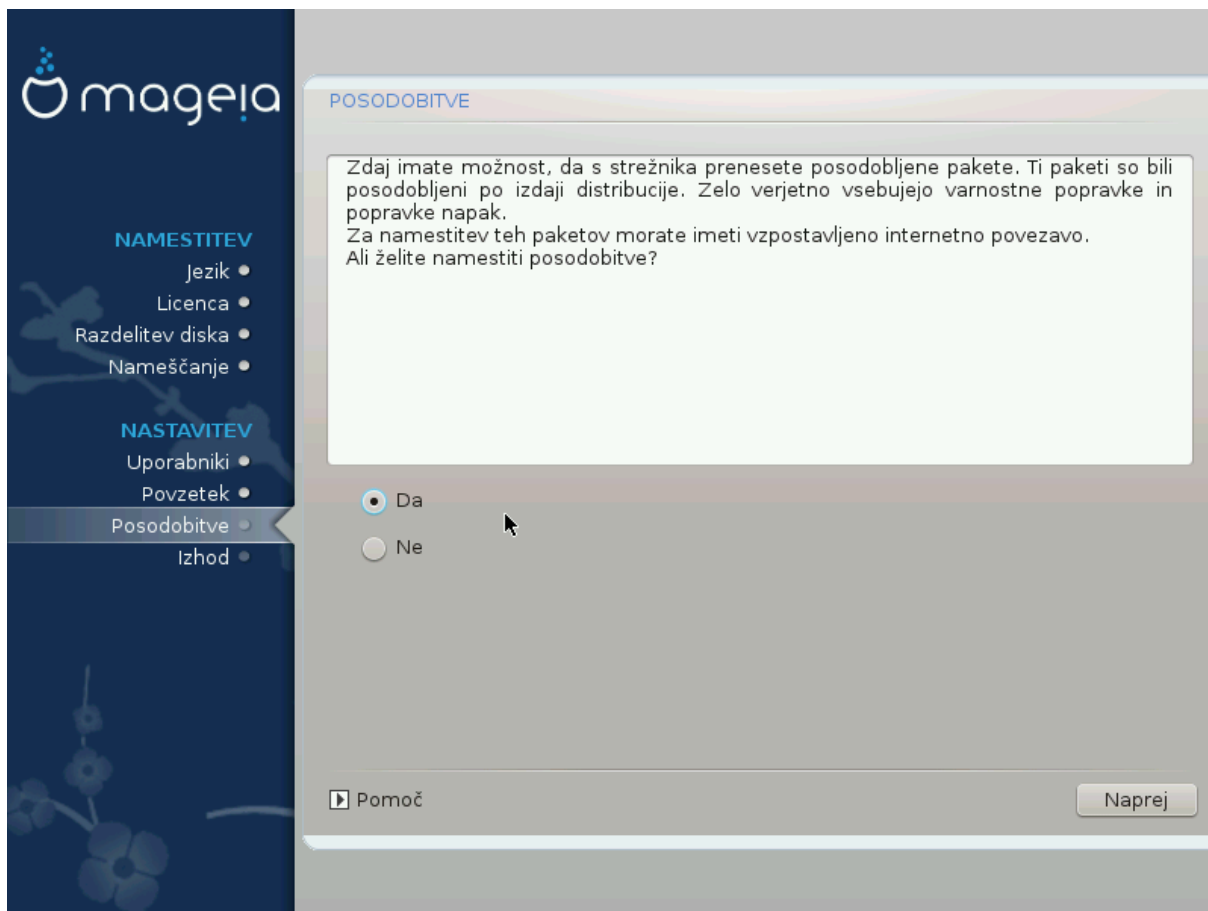 mageia
NAMESTITEV
Jezik
Licenca
Razdelitev diska
Nameščanje
NASTAVITEV
Uporabniki
Povzetek
Posodobitve
Izhod
POSODOBITVE
Zdaj imate možnost, da s strežnika prenesete posodobljene pakete. Ti paketi so bili
posodobljeni po izdaji distribucije. Zelo verjetno vsebujejo varnostne popravke in
popravke napak.
Za namestitev teh paketov morate imeti vzpostavljeno internetno povezavo.
Ali želite namestiti posodobitve?
Da
Ne
Pomoč
Naprej